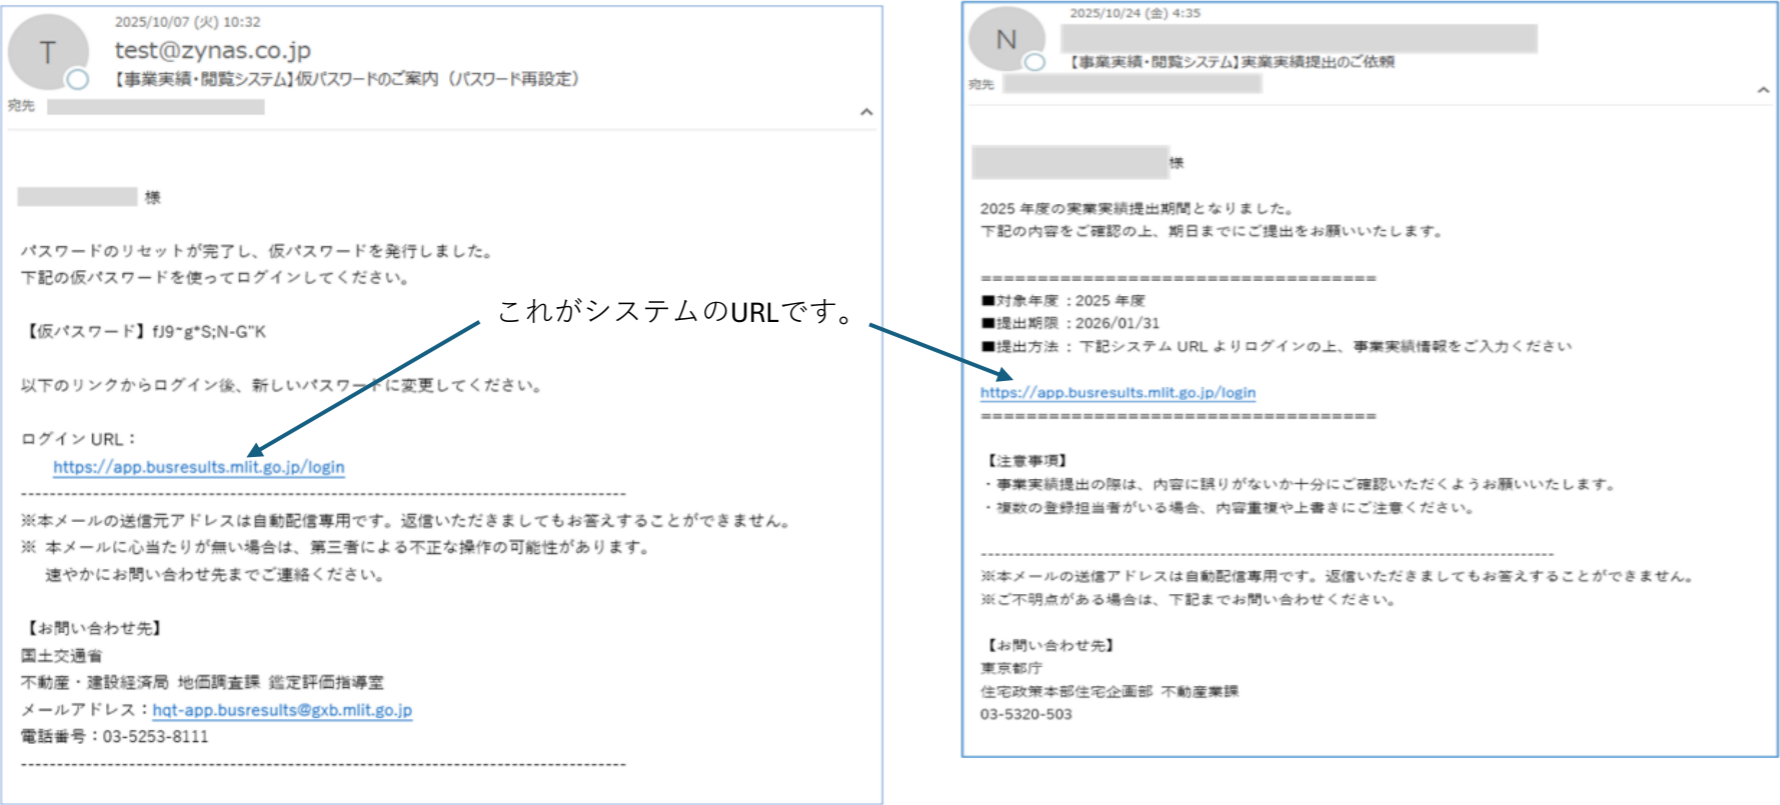 2025/10/07 (火) 10:32
T
test@zynas.co.jp
【事業実績・閲覧システム】仮パスワードのご案内（パスワード再設定）
宛先
様
パスワードのリセットが完了し、仮パスワードを発行しました。
下記の仮パスワードを使ってログインしてください。
【仮パスワード】fJ9~g*S;N-G"K
以下のリンクからログイン後、新しいパスワードに変更してください。
ログイン URL：
https://app.busresults.mlit.go.jp/login
--------------------------------------------------------------------------------
※本メールの送信元アドレスは自動配信専用です。返信いただきましてもお答えすることができません。
※ 本メールに心当たりが無い場合は、第三者による不正な操作の可能性があります。
速やかにお問い合わせ先までご連絡ください。
【お問い合わせ先】
国土交通省
不動産・建設経済局 地価調査課 鑑定評価指導室
メールアドレス：hqt-app.busresults@gxb.mlit.go.jp
電話番号：03-5253-8111
--------------------------------------------------------------------------------
これがシステムのURLです。
2025/10/24 (金) 4:35
N
【事業実績・閲覧システム】実業実績提出のご依頼
宛先
様
2025 年度の実業実績提出期間となりました。
下記の内容をご確認の上、期日までにご提出をお願いいたします。
===================================
■対象年度：2025 年度
■提出期限：2026/01/31
■提出方法：下記システム URL よりログインの上、事業実績情報をご入力ください
https://app.busresults.mlit.go.jp/login
===================================
【注意事項】
・事業実績提出の際は、内容に誤りがないか十分にご確認いただくようお願いいたします。
・複数の登録担当者がいる場合、内容重複や上書きにご注意ください。
--------------------------------------------------------------------------------
※本メールの送信アドレスは自動配信専用です。返信いただきましてもお答えすることができません。
※ご不明点がある場合は、下記までお問い合わせください。
【お問い合わせ先】
東京都庁
住宅政策本部住宅企画部 不動産業課
03-5320-503